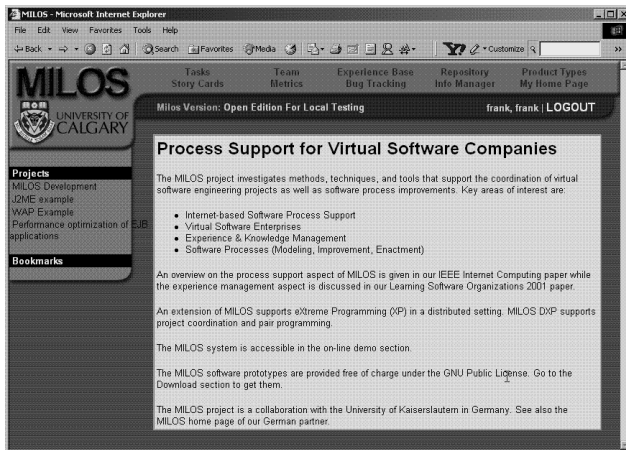 MILOS - Microsoft Internet Explorer
File Edit View Favorites Tools Help
Back Search Favorites Media Customize
MILOS
UNIVERSITY OF
CALGARY
Tasks Team Experience Base Repository Product Types
Story Cards Metrics Bug Tracking Info Manager My Home Page
Milos Version: Open Edition For Local Testing frank, frank | LOGOUT
Projects
MILOS Development
J2ME example
WAP Example
Performance optimization of EJB
applications
Bookmarks
Process Support for Virtual Software Companies
The MILOS project investigates methods, techniques, and tools that support the coordination of virtual
software engineering projects as well as software process improvements. Key areas of interest are:
• Internet-based Software Process Support
• Virtual Software Enterprises
• Experience & Knowledge Management
• Software Processes (Modeling, Improvement, Enactment)
An overview on the process support aspect of MILOS is given in our IEEE Internet Computing paper while
the experience management aspect is discussed in our Learning Software Organizations 2001 paper.
An extension of MILOS supports eXtreme Programming (XP) in a distributed setting. MILOS DXP supports
project coordination and pair programming.
The MILOS system is accessible in the on-line demo section.
The MILOS software prototypes are provided free of charge under the GNU Public License. Go to the
Download section to get them.
The MILOS project is a collaboration with the University of Kaiserslautern in Germany. See also the
MILOS home page of our German partner.